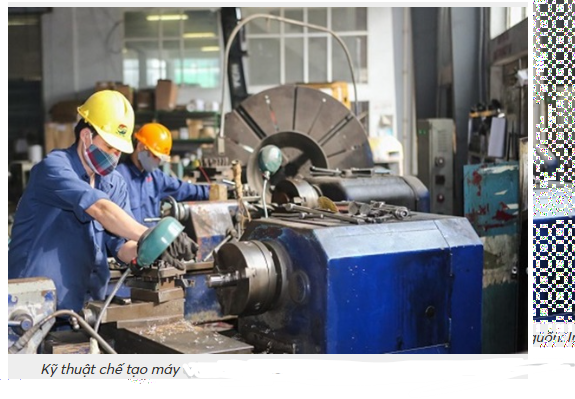 Kỹ thuật chế tạo máy